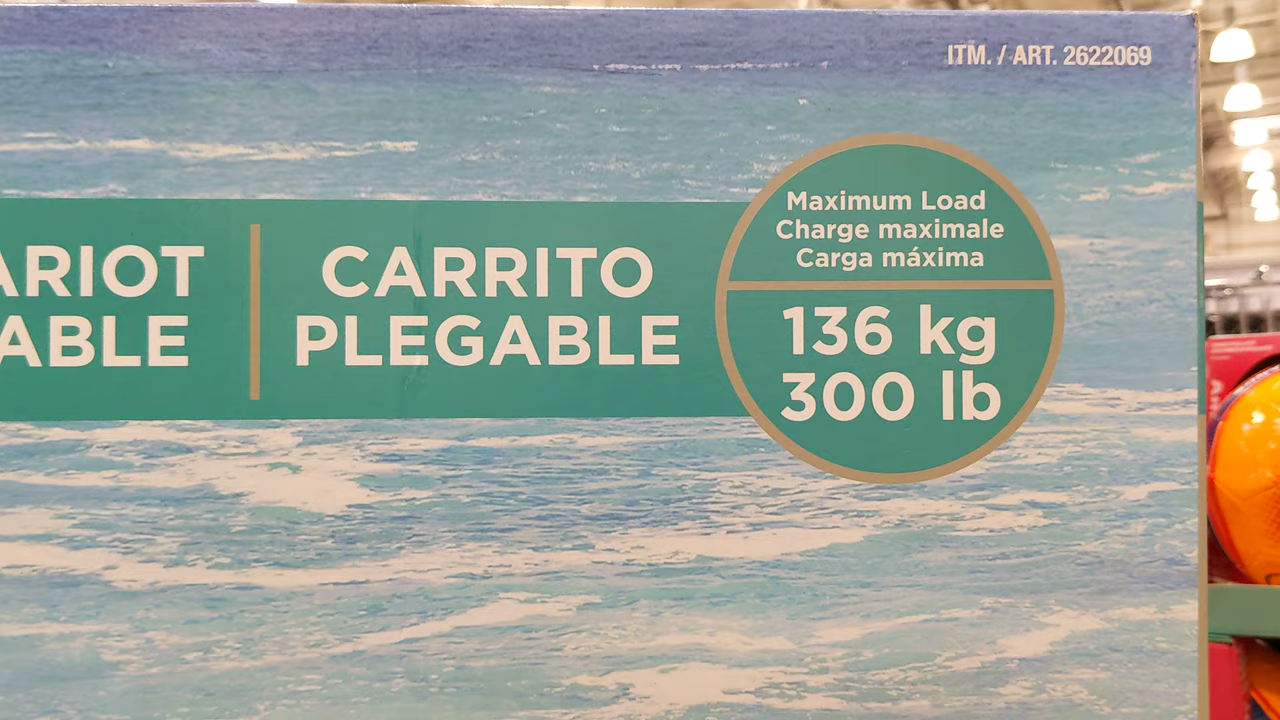 ITM. / ART. 2622069
ARIOT
ABLE
CARRITO
PLEGABLE
Maximum Load
Charge maximale
Carga máxima
136 kg
300 lb